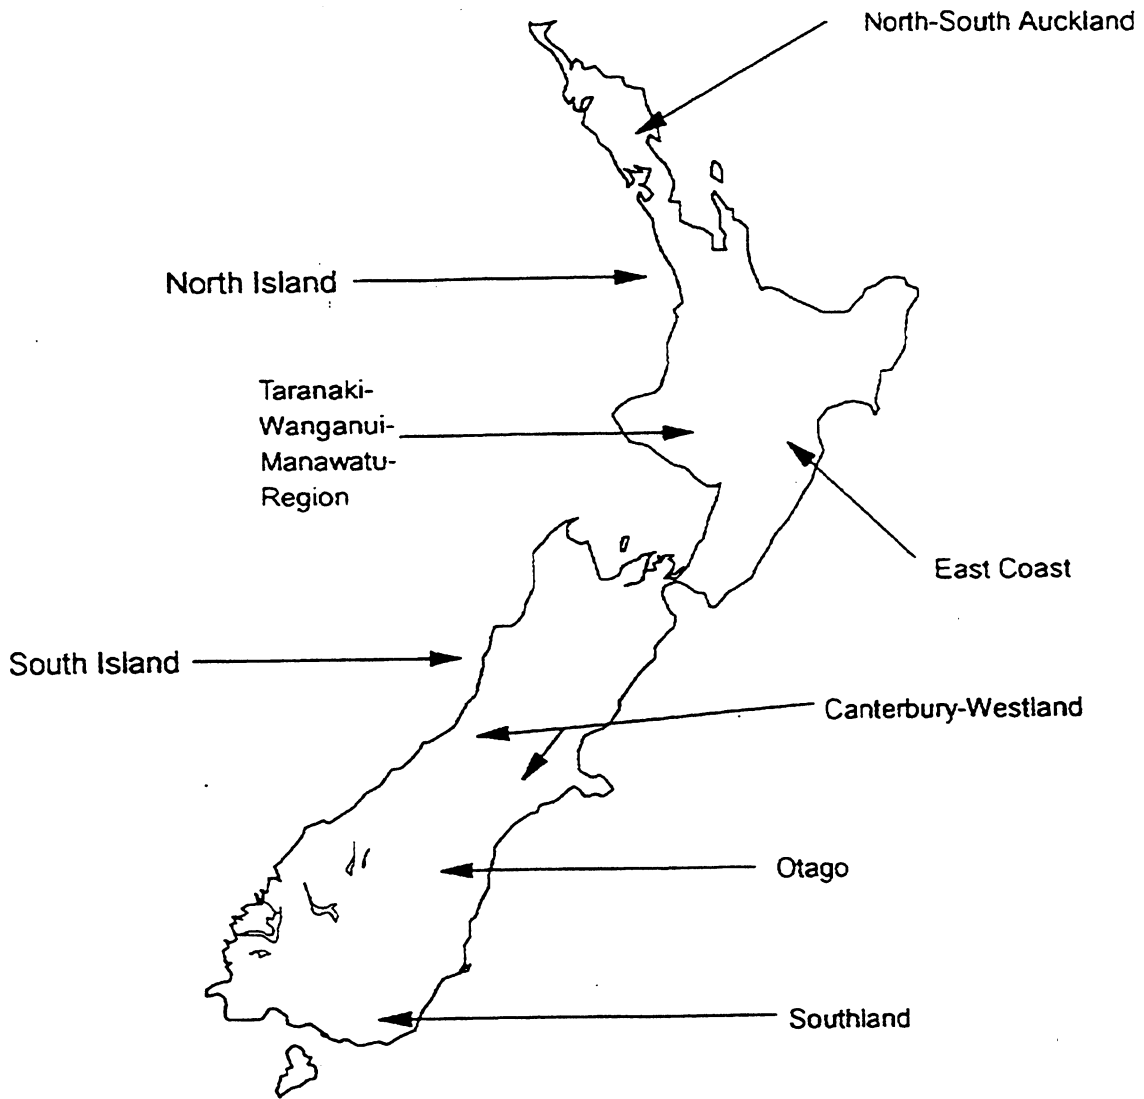 North-South Auckland
North Island
Taranaki-
Wanganui-
Manawatu-
Region
East Coast
South Island
Canterbury-Westland
Otago
Southland